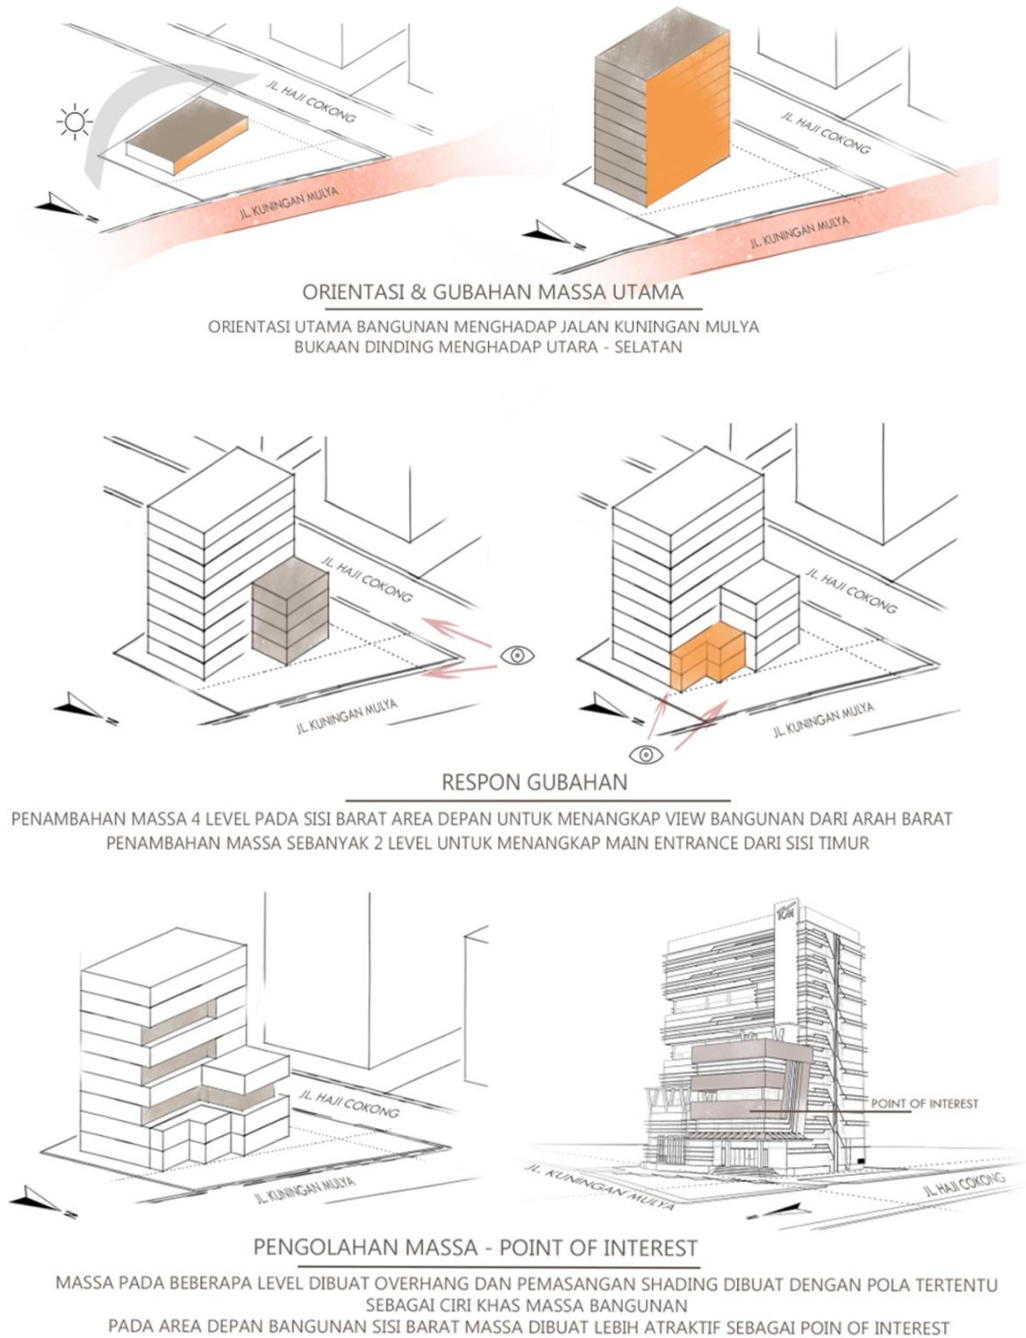 JL. HAJI COKONG
JL. KUNINGAN MULYA
N
JL. HAJI COKONG
JL. KUNINGAN MULYA
N
ORIENTASI & GUBAHAN MASSA UTAMA
ORIENTASI UTAMA BANGUNAN MENGHADAP JALAN KUNINGAN MULYA
BUKAAN DINDING MENGHADAP UTARA - SELATAN
JL. HAJI COKONG
JL. KUNINGAN MULYA
N
JL. HAJI COKONG
JL. KUNINGAN MULYA
N
RESPON GUBAHAN
PENAMBAHAN MASSA 4 LEVEL PADA SISI BARAT AREA DEPAN UNTUK MENANGKAP VIEW BANGUNAN DARI ARAH BARAT
PENAMBAHAN MASSA SEBANYAK 2 LEVEL UNTUK MENANGKAP MAIN ENTRANCE DARI SISI TIMUR
JL. HAJI COKONG
JL. KUNINGAN MULYA
N
POINT OF INTEREST
JL. KUNINGAN MULYA
JL. HAJI COKONG
PENGOLAHAN MASSA - POINT OF INTEREST
MASSA PADA BEBERAPA LEVEL DIBUAT OVERHANG DAN PEMASANGAN SHADING DIBUAT DENGAN POLA TERTENTU
SEBAGAI CIRI KHAS MASSA BANGUNAN
PADA AREA DEPAN BANGUNAN SISI BARAT MASSA DIBUAT LEBIH ATRAKTIF SEBAGAI POIN OF INTEREST